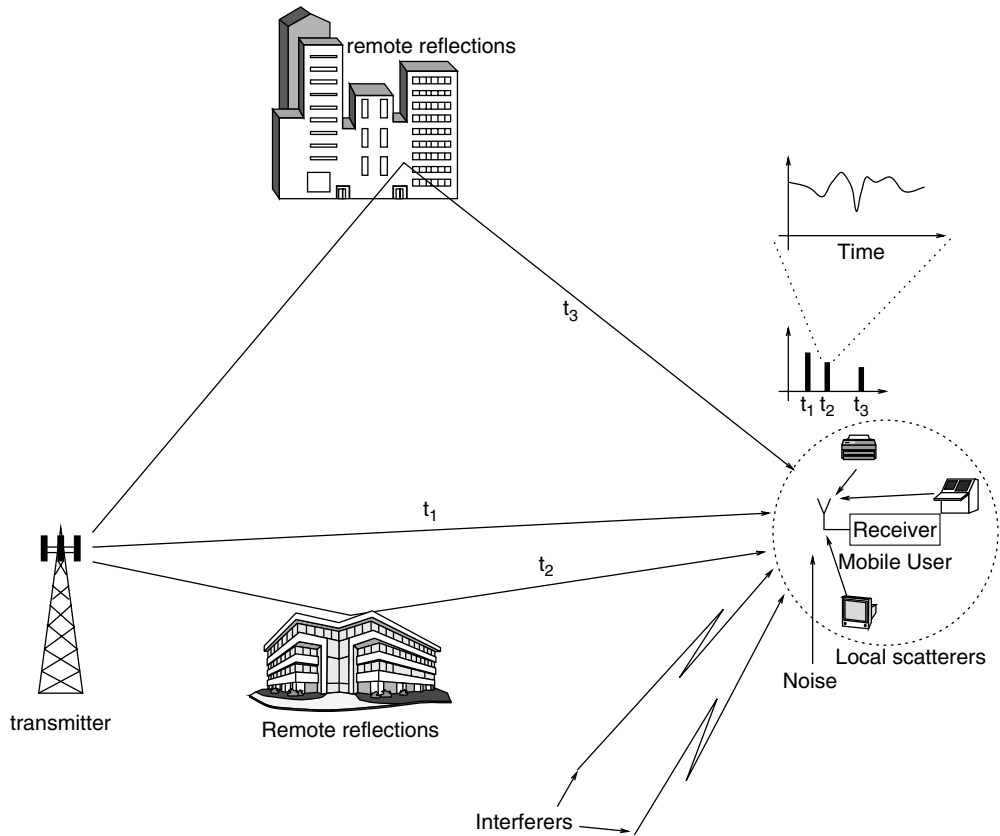 remote reflections
Time
t₃
t₁ t₂ t₃
t₁
Receiver
Mobile User
t₂
Local scatterers
Noise
transmitter
Remote reflections
Interferers